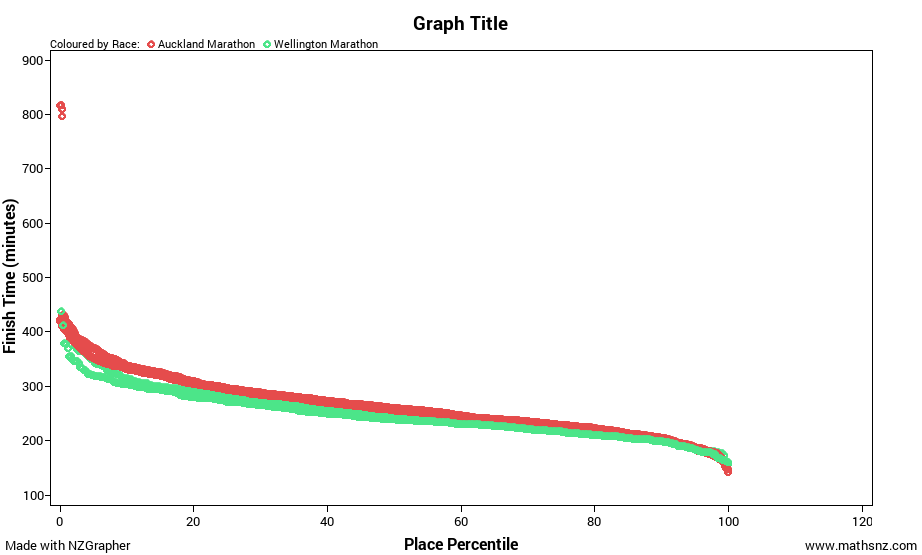 Graph Title
Coloured by Race: Auckland Marathon Wellington Marathon
900
800
700
600
500
400
300
200
100
Finish Time (minutes)
0 20 40 60 80 100 120
Place Percentile
Made with NZGrapher
www.mathsnz.com